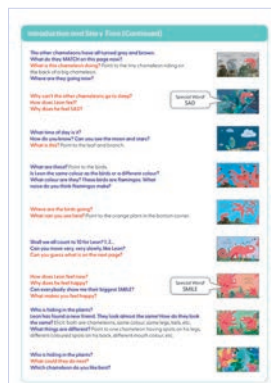 Introduction and Story Time (Continued)
The other chameleons have all turned grey and brown.
What do they MATCH on this page now?
What is this chameleon doing? Point to the tiny chameleon riding on
the back of a big chameleon.
Where are they going now?
Why can't the other chameleons go to sleep?
How does Leon feel?
Why does he feel SAD?
Special Word
SAD
What time of day is it?
How do you know? Can you see the moon and stars?
What is this? Point to the leaf and branch.
What are these? Point to the birds.
Is Leon the same colour as the birds or a different colour?
What colour are they? These birds are flamingos. What
noise do you think flamingos make?
Where are the birds going?
What can you see here? Point to the orange plants in the bottom corner.
Shall we all count to 10 for Leon? 1, 2...
Can you move very, very slowly, like Leon?
Can you guess what is on the next page?
How does Leon feel now?
Why does he feel happy?
Can everybody show me their biggest SMILE?
What makes you feel happy?
Special Word
SMILE
Who is hiding in the plants?
Leon has found a new friend. They look almost the same! How do they look
the same? Elicit: both are chameleons, same colour, same legs, tails, etc.
What things are different? Point to one chameleon having spots on his legs,
different coloured spots on his back, different mouth colour, etc.
Who is hiding in the plants?
What could they do next?
Which chameleon do you like best?